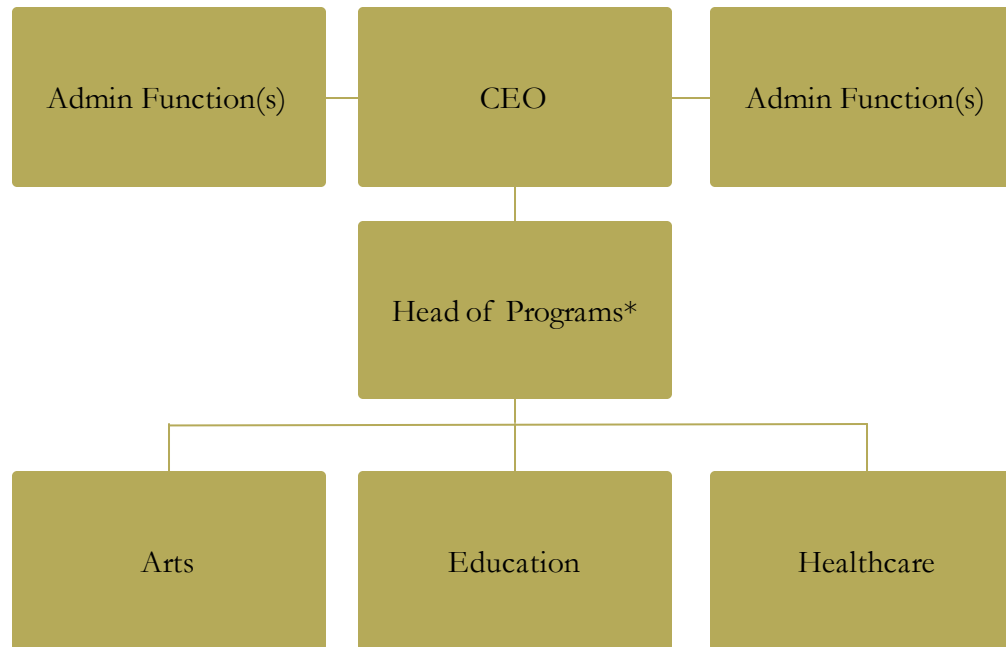 Admin Function(s)
CEO
Admin Function(s)
Head of Programs*
Arts
Education
Healthcare